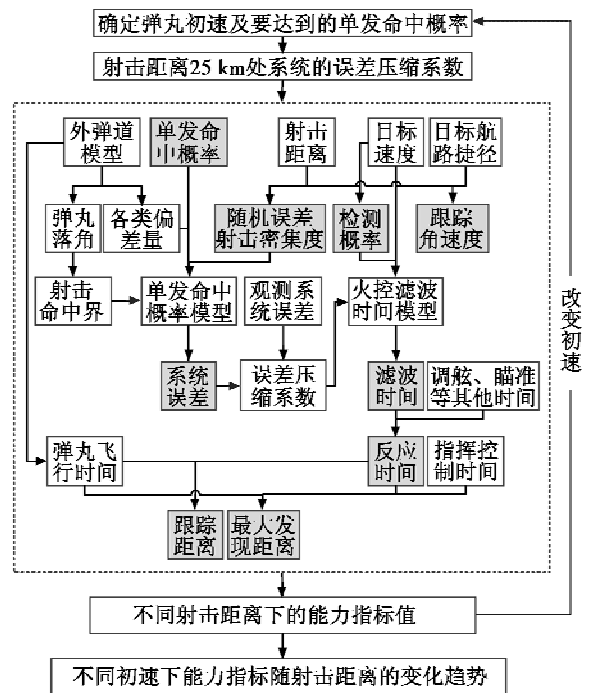 确定弹丸初速及要达到的单发命中概率
射击距离25 km处系统的误差压缩系数
外弹道
模型
单发命
中概率
射击
距离
目标
速度
目标航
路捷径
弹丸
落角
各类偏
差量
随机误差
射击密集度
检测
概率
跟踪
角速度
射击
命中界
单发命中
概率模型
观测系
统误差
火控滤波
时间模型
改变初速
系统
误差
误差压
缩系数
滤波
时间
调舷、瞄准
等其他时间
弹丸飞
行时间
反应
时间
指挥控
制时间
跟踪
距离
最大发
现距离
不同射击距离下的能力指标值
不同初速下能力指标随射击距离的变化趋势